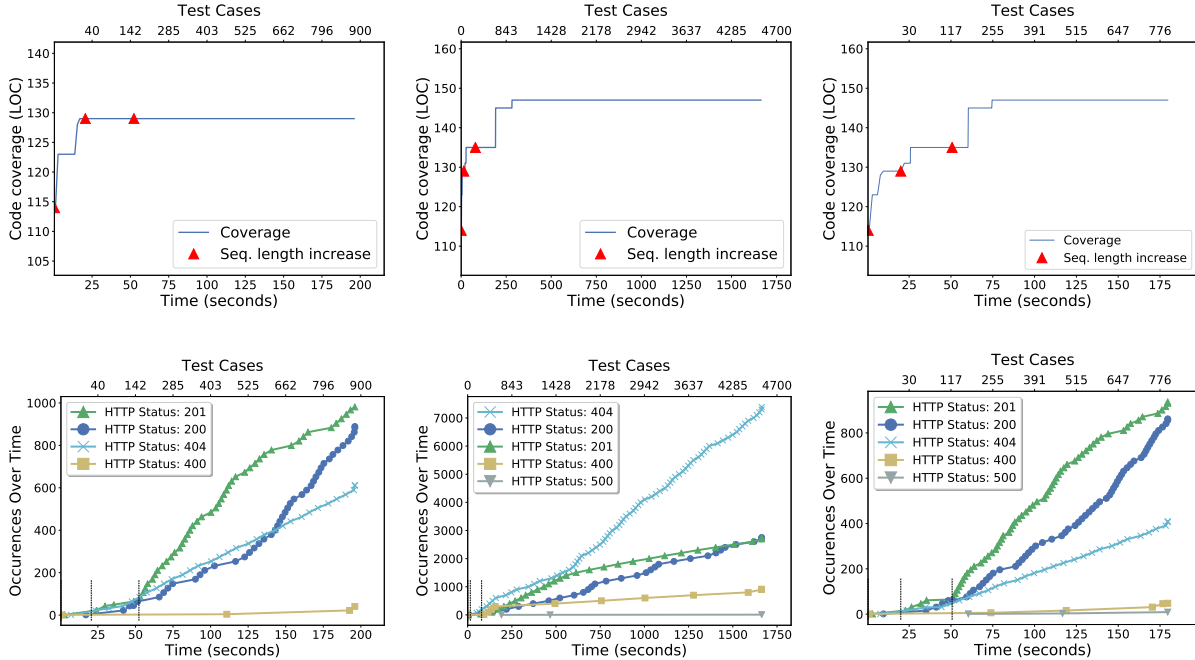 Test Cases
40 142 285 403 525 662 796 900
Code coverage (LOC)
140
135
130
125
120
115
110
105
Coverage
Seq. length increase
25 50 75 100 125 150 175 200
Time (seconds)
Test Cases
0 843 1428 2178 2942 3637 4285 4700
Code coverage (LOC)
160
150
140
130
120
110
Coverage
Seq. length increase
0 250 500 750 1000 1250 1500 1750
Time (seconds)
Test Cases
30 117 255 391 515 647 776
Code coverage (LOC)
160
150
140
130
120
110
Coverage
Seq. length increase
25 50 75 100 125 150 175
Time (seconds)
Test Cases
40 142 285 403 525 662 796 900
Occurrences Over Time
1000
800
600
400
200
0
HTTP Status: 201
HTTP Status: 200
HTTP Status: 404
HTTP Status: 400
25 50 75 100 125 150 175 200
Time (seconds)
Test Cases
0 843 1428 2178 2942 3637 4285 4700
Occurrences Over Time
7000
6000
5000
4000
3000
2000
1000
0
HTTP Status: 404
HTTP Status: 200
HTTP Status: 201
HTTP Status: 400
HTTP Status: 500
0 250 500 750 1000 1250 1500 1750
Time (seconds)
Test Cases
30 117 255 391 515 647 776
Occurrences Over Time
800
600
400
200
0
HTTP Status: 201
HTTP Status: 200
HTTP Status: 404
HTTP Status: 400
HTTP Status: 500
25 50 75 100 125 150 175
Time (seconds)